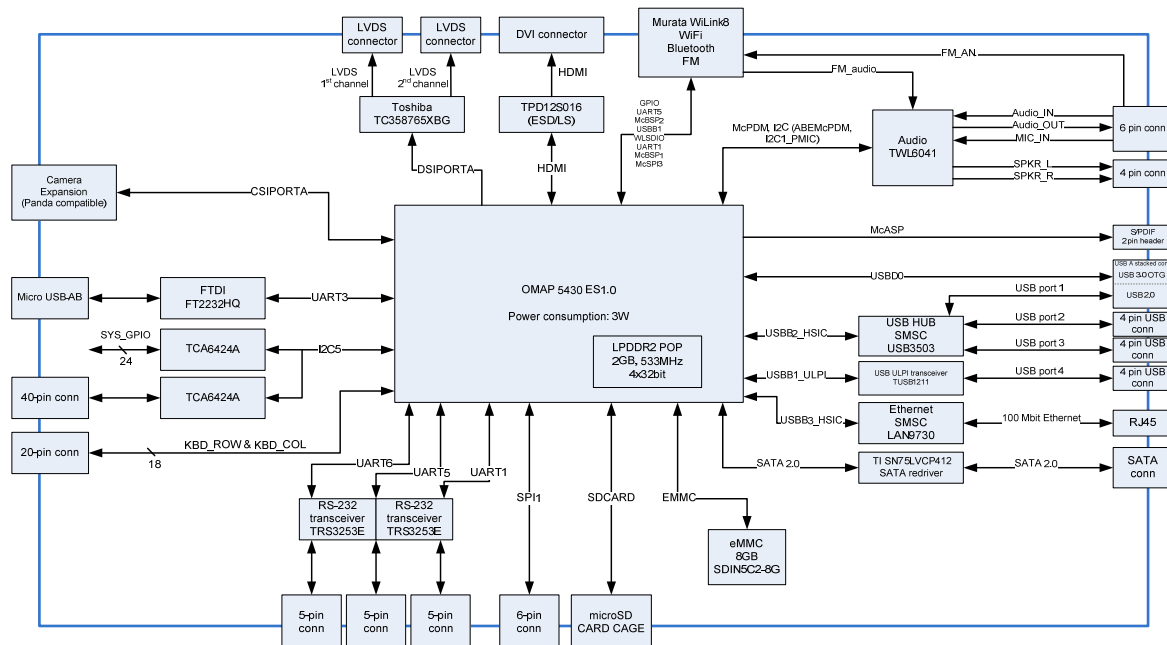 LVDS
connector
LVDS
connector
DVI connector
Murata WiLink8
WiFi
Bluetooth
FM
FM_AN
FM_audio
LVDS
1st channel
LVDS
2nd channel
HDMI
Toshiba
TC358765XBG
TPD12S016
(ESD/LS)
GPIO
UART5
McBSP2
USBB1
WLSDIO
UART1
McBSP1
McSPI3
McPDM, I2C (ABEMcPDM,
I2C1_PMIC)
Audio
TWL6041
Audio_IN
Audio_OUT
MIC_IN
6 pin conn
SPKR_L
SPKR_R
4 pin conn
DSIPORTA
HDMI
Camera
Expansion
(Panda compatible)
CSIPORTA
McASP
S/PDIF
2pin header
OMAP 5430 ES1.0
Power consumption: 3W
LPDDR2 POP
2GB, 533MHz
4x32bit
USBD0
USB A stacked con
USB 3.0 OTG
USB 2.0
Micro USB-AB
FTDI
FT2232HQ
UART3
USB port 1
USB port 2
USB port 3
USBB2_HSIC
USB HUB
SMSC
USB3503
4 pin USB
conn
4 pin USB
conn
SYS_GPIO
24
TCA6424A
I2C5
USBB1_ULPI
USB ULPI transceiver
TUSB1211
USB port 4
4 pin USB
conn
40-pin conn
TCA6424A
USBB3_HSIC
Ethernet
SMSC
LAN9730
100 Mbit Ethernet
RJ45
20-pin conn
18
KBD_ROW & KBD_COL
SATA 2.0
TI SN75LVCP412
SATA redriver
SATA 2.0
SATA
conn
UART6
UART5
UART1
SPI1
SDCARD
EMMC
RS-232
transceiver
TRS3253E
RS-232
transceiver
TRS3253E
eMMC
8GB
SDIN5C2-8G
5-pin
conn
5-pin
conn
5-pin
conn
6-pin
conn
microSD
CARD CAGE